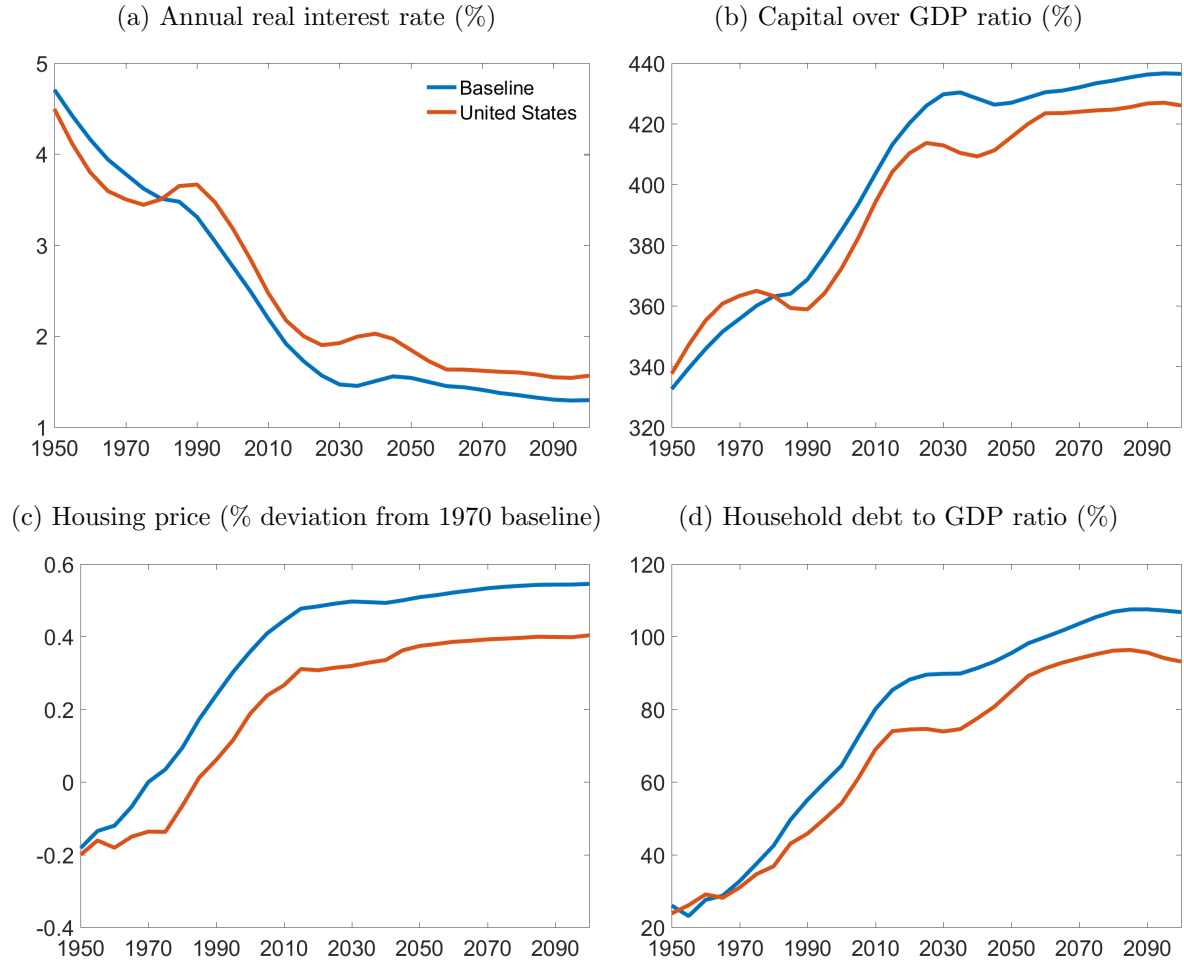 (a) Annual real interest rate (%)
5
4
3
2
1
1950 1970 1990 2010 2030 2050 2070 2090
Baseline
United States
(b) Capital over GDP ratio (%)
440
420
400
380
360
340
320
1950 1970 1990 2010 2030 2050 2070 2090
(c) Housing price (% deviation from 1970 baseline)
0.6
0.4
0.2
0
-0.2
-0.4
1950 1970 1990 2010 2030 2050 2070 2090
(d) Household debt to GDP ratio (%)
120
100
80
60
40
20
1950 1970 1990 2010 2030 2050 2070 2090